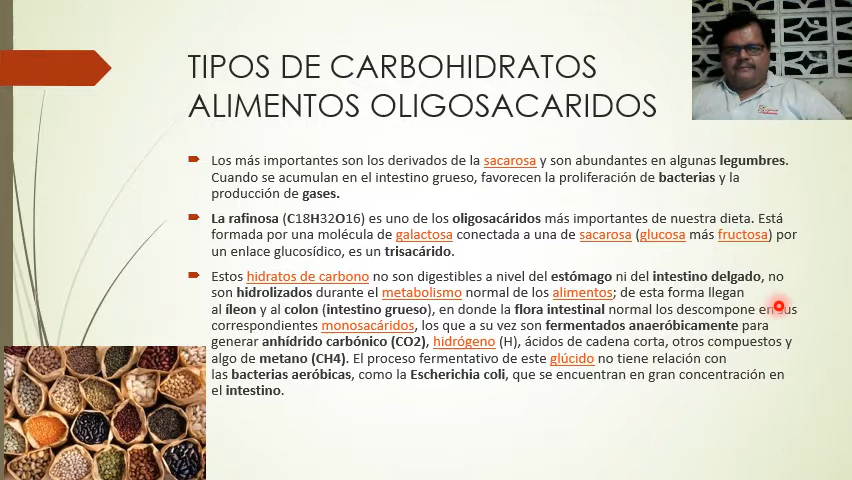 TIPOS DE CARBOHIDRATOS
ALIMENTOS OLIGOSACARIDOS
Los más importantes son los derivados de la sacarosa y son abundantes en algunas legumbres.
Cuando se acumulan en el intestino grueso, favorecen la proliferación de bacterias y la
producción de gases.
La rafinosa (C18H32O16) es uno de los oligosacáridos más importantes de nuestra dieta. Está
formada por una molécula de galactosa conectada a una de sacarosa (glucosa más fructosa) por
un enlace glucosídico, es un trisacárido.
Estos hidratos de carbono no son digestibles a nivel del estómago ni del intestino delgado, no
son hidrolizados durante el metabolismo normal de los alimentos; de esta forma llegan
al íleon y al colon (intestino grueso), en donde la flora intestinal normal los descompone en sus
correspondientes monosacáridos, los que a su vez son fermentados anaeróbicamente para
generar anhídrido carbónico (CO2), hidrógeno (H), ácidos de cadena corta, otros compuestos y
algo de metano (CH4). El proceso fermentativo de este glúcido no tiene relación con
las bacterias aeróbicas, como la Escherichia coli, que se encuentran en gran concentración en
el intestino.